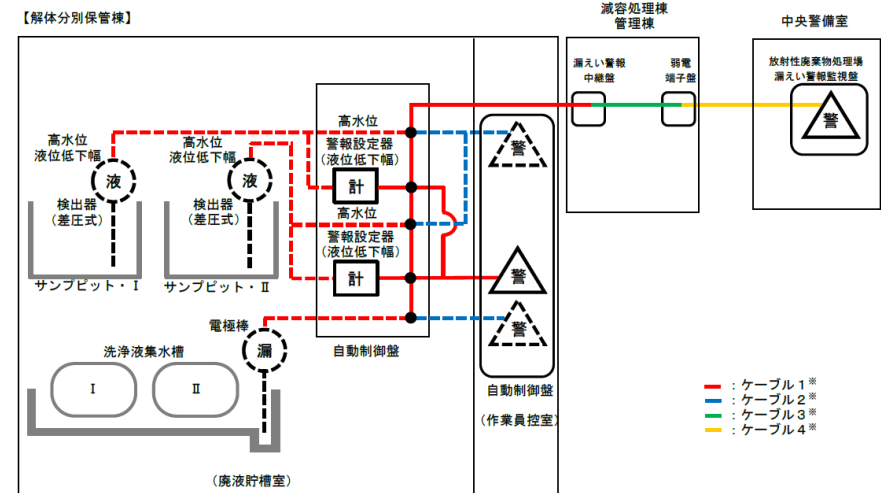 【解体分別保管棟】
減容処理棟
管理棟
中央警備室
漏えい警報
中継盤
弱電
端子盤
放射性廃棄物処理場
漏えい警報監視盤
警
高水位
液位低下幅
液
検出器
(差圧式)
サンプピット・Ⅰ
高水位
液位低下幅
液
検出器
(差圧式)
サンプピット・Ⅱ
高水位
警報設定器
(液位低下幅)
計
高水位
警報設定器
(液位低下幅)
計
自動制御盤
警
警
警
自動制御盤
(作業員控室)
電極棒
漏
洗浄液集水槽
Ⅰ
Ⅱ
(廃液貯槽室)
:ケーブル1※
:ケーブル2※
:ケーブル3※
:ケーブル4※